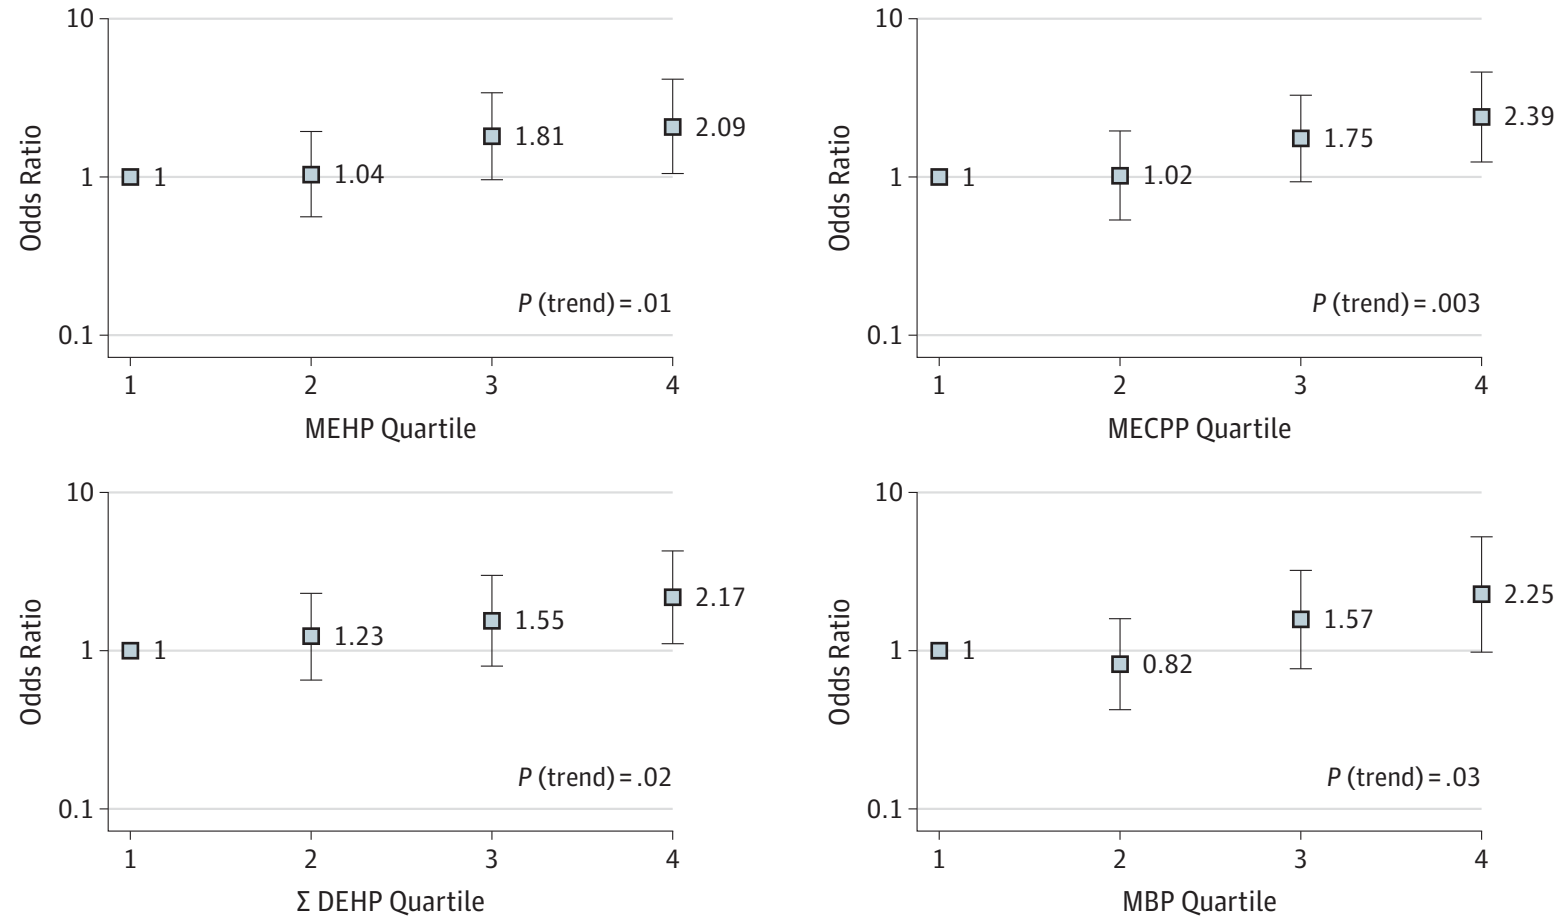 10
1
0.1
Odds Ratio
1
1.04
1.81
2.09
P (trend) = .01
1 2 3 4
MEHP Quartile
10
1
0.1
Odds Ratio
1
1.02
1.75
2.39
P (trend) = .003
1 2 3 4
MECPP Quartile
10
1
0.1
Odds Ratio
1
1.23
1.55
2.17
P (trend) = .02
1 2 3 4
Σ DEHP Quartile
10
1
0.1
Odds Ratio
1
0.82
1.57
2.25
P (trend) = .03
1 2 3 4
MBP Quartile